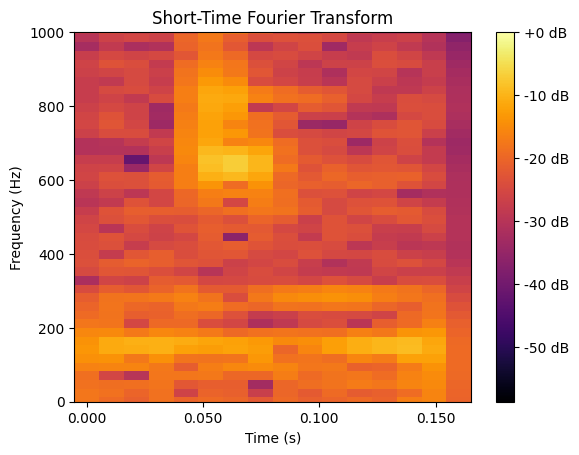 Short-Time Fourier Transform
1000
800
600
400
200
0
Frequency (Hz)
0.000
0.050
0.100
0.150
Time (s)
+0 dB
-10 dB
-20 dB
-30 dB
-40 dB
-50 dB